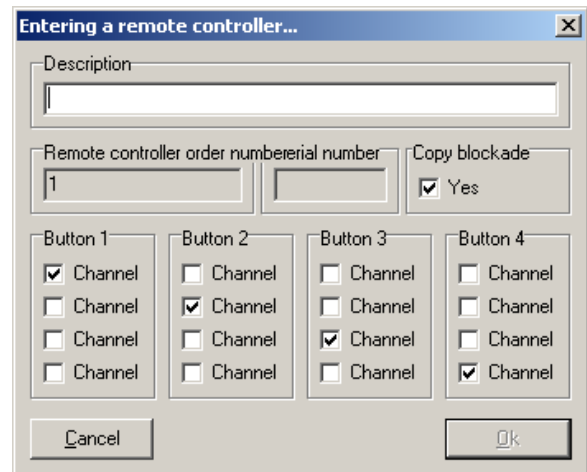 Entering a remote controller...
Description
Remote controller order numbererial number Copy blockade
1
Yes
Button 1 Button 2 Button 3 Button 4
Channel Channel Channel Channel
Channel Channel Channel Channel
Channel Channel Channel Channel
Channel Channel Channel Channel
Cancel Ok